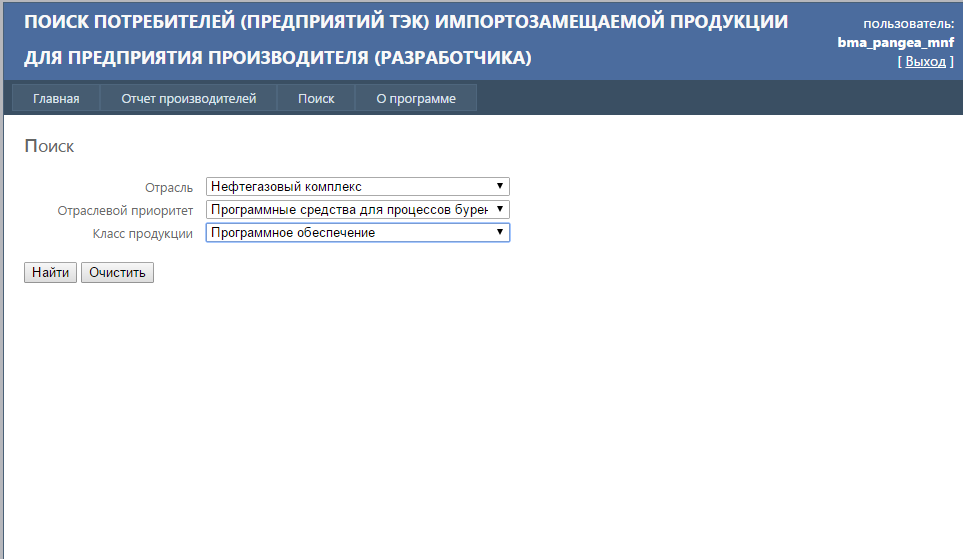 ПОИСК ПОТРЕБИТЕЛЕЙ (ПРЕДПРИЯТИЙ ТЭК) ИМПОРТОЗАМЕЩАЕМОЙ ПРОДУКЦИИ
ДЛЯ ПРЕДПРИЯТИЯ ПРОИЗВОДИТЕЛЯ (РАЗРАБОТЧИКА)
пользователь:
bma_pangea_mnf
[ Выход ]
Главная Отчет производителей Поиск О программе
Поиск
Отрасль Нефтегазовый комплекс
Отраслевой приоритет Программные средства для процессов бурен
Класс продукции Программное обеспечение
Найти Очистить